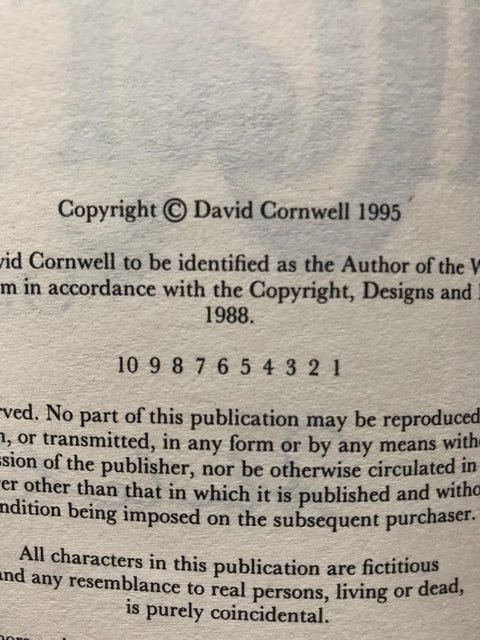 Copyright © David Cornwell 1995
vid Cornwell to be identified as the Author of the W
m in accordance with the Copyright, Designs and
1988.
10 9 8 7 6 5 4 3 2 1
rved. No part of this publication may be reproduced
, or transmitted, in any form or by any means with
ssion of the publisher, nor be otherwise circulated in
er other than that in which it is published and witho
ndition being imposed on the subsequent purchaser.
All characters in this publication are fictitious
and any resemblance to real persons, living or dead,
is purely coincidental.